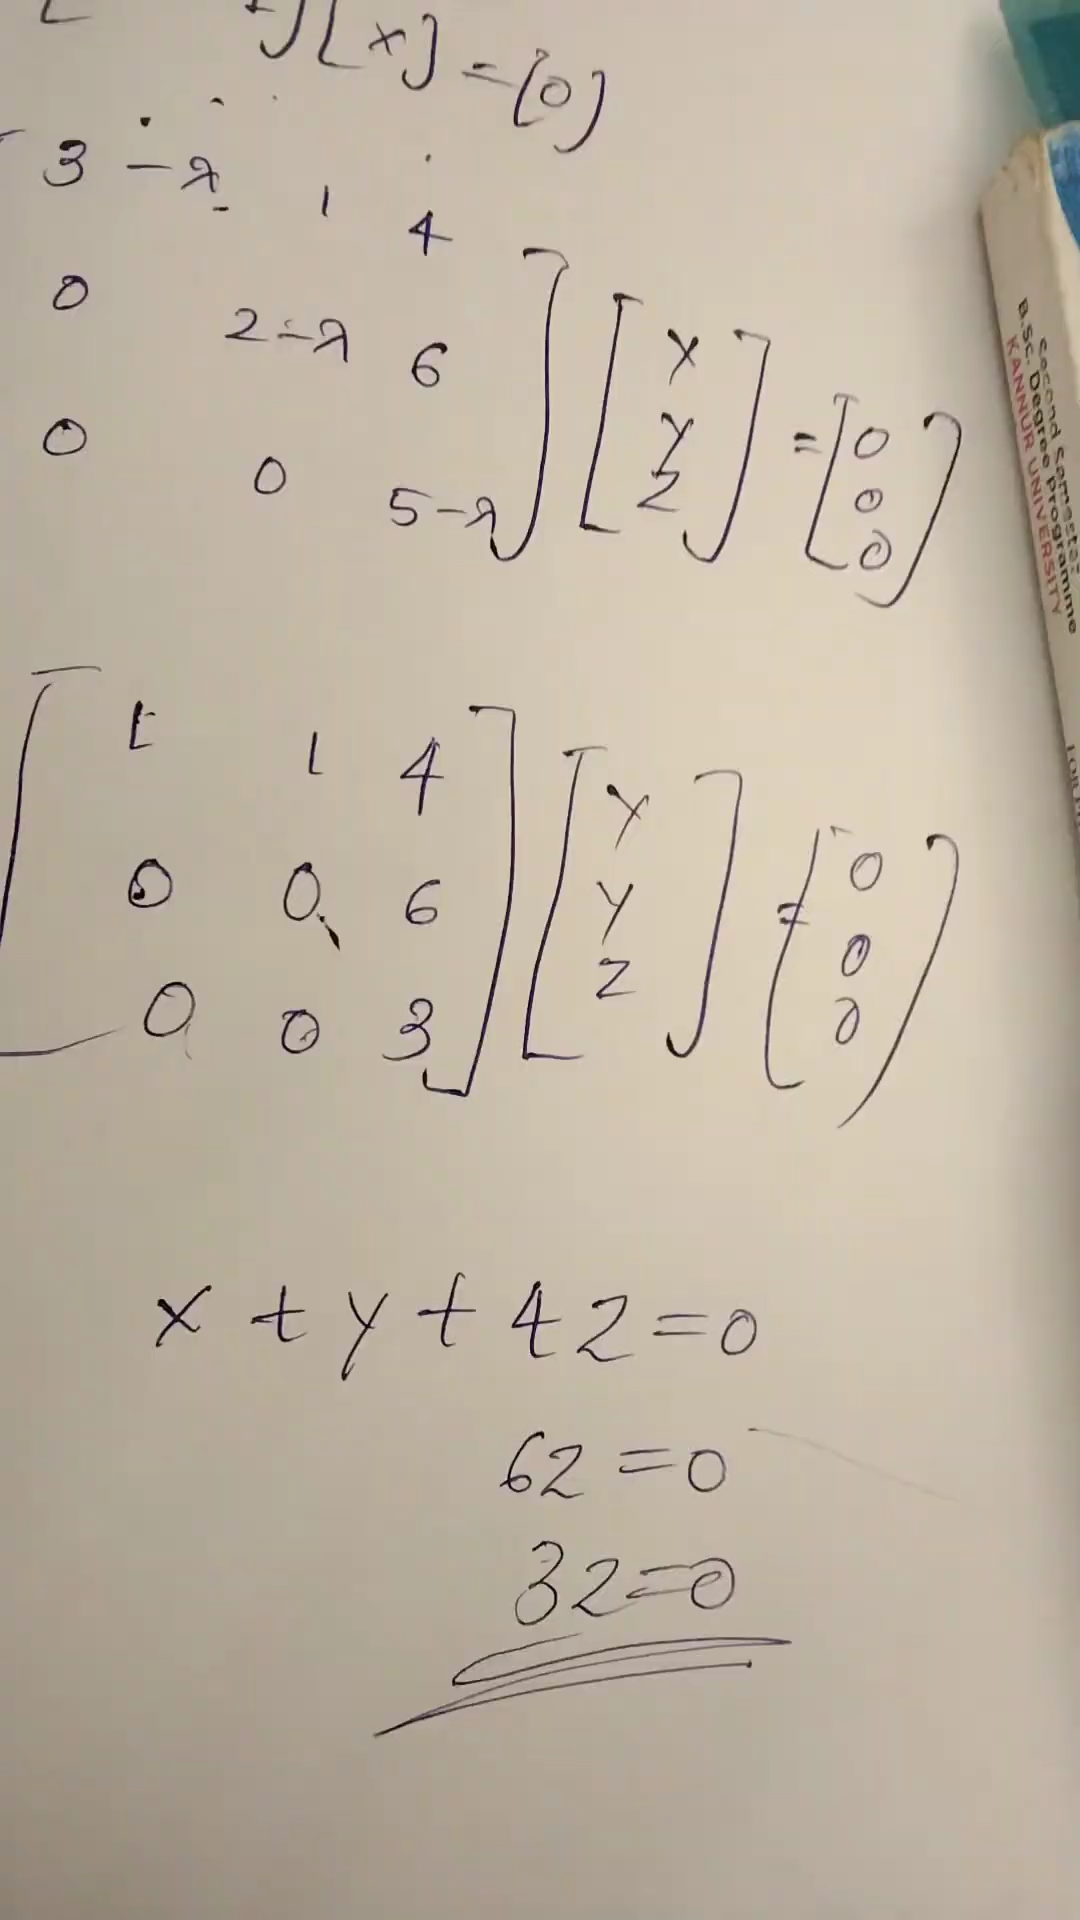 ] [x] = [0]
3 - λ 1 4
0 2-λ 6
0 0 5-λ
[x y z] = [0 0 0]
1 1 4
0 0 6
0 0 3
[x y z] = [0 0 0]
x + y + 4z = 0
6z = 0
3z = 0
Second Semester
B.Sc. Degree programme
KANNUR UNIVERSITY